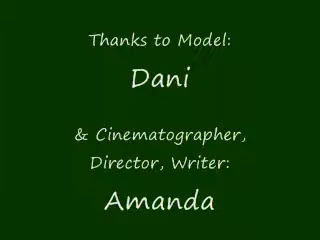 Thanks to Model:
Dani
& Cinematographer,
Director, Writer:
Amanda